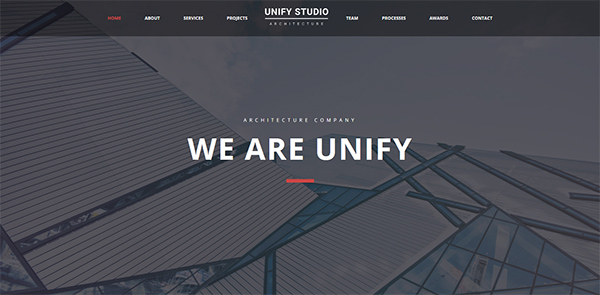 HOME ABOUT SERVICES PROJECTS UNIFY STUDIO TEAM PROCESSES AWARDS CONTACT
ARCHITECTURE
ARCHITECTURE COMPANY
WE ARE UNIFY